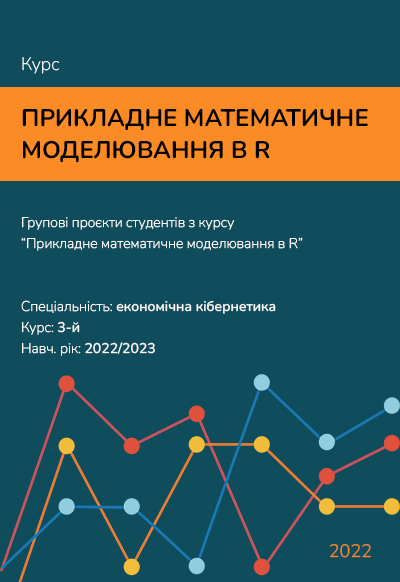 Курс
ПРИКЛАДНЕ МАТЕМАТИЧНЕ
МОДЕЛЮВАННЯ В R
Групові проєкти студентів з курсу
“Прикладне математичне моделювання в R”
Спеціальність: економічна кібернетика
Курс: 3-й
Навч. рік: 2022/2023
2022